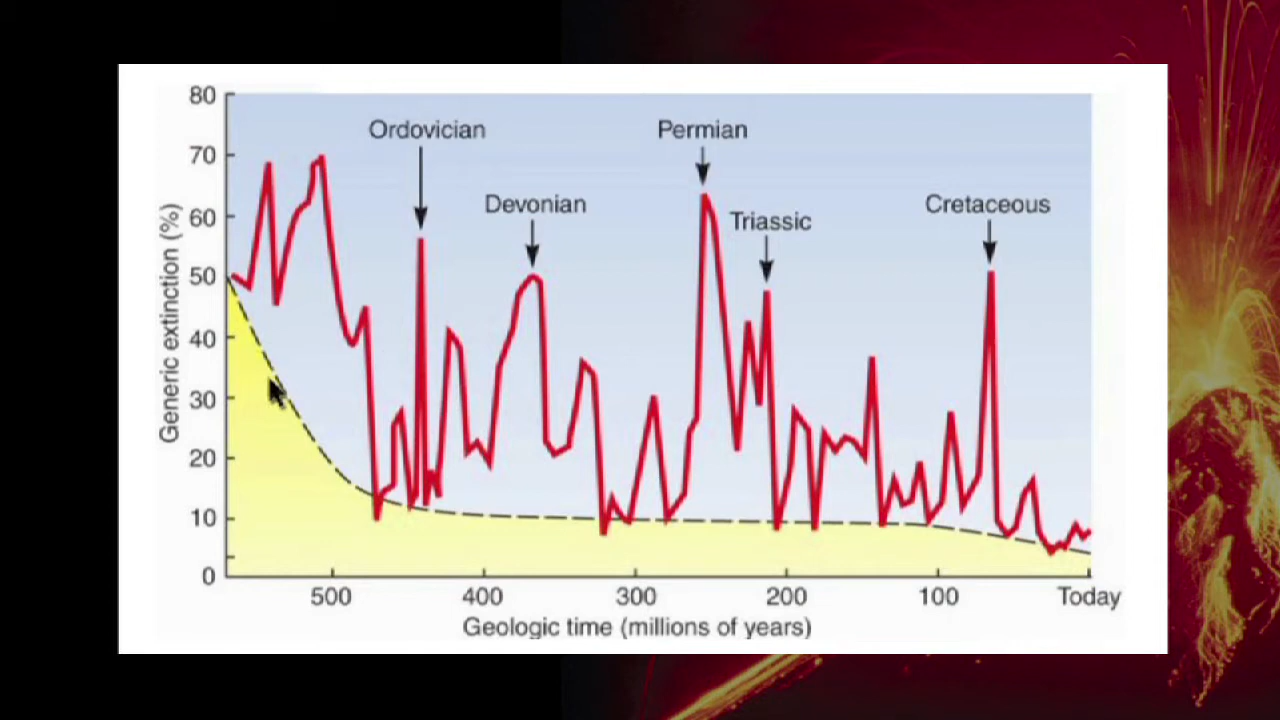 80
Ordovician
Permian
70
Devonian
Cretaceous
Triassic
60
50
40
30
20
10
0
Generic extinction (%)
500
400
300
200
100
Today
Geologic time (millions of years)